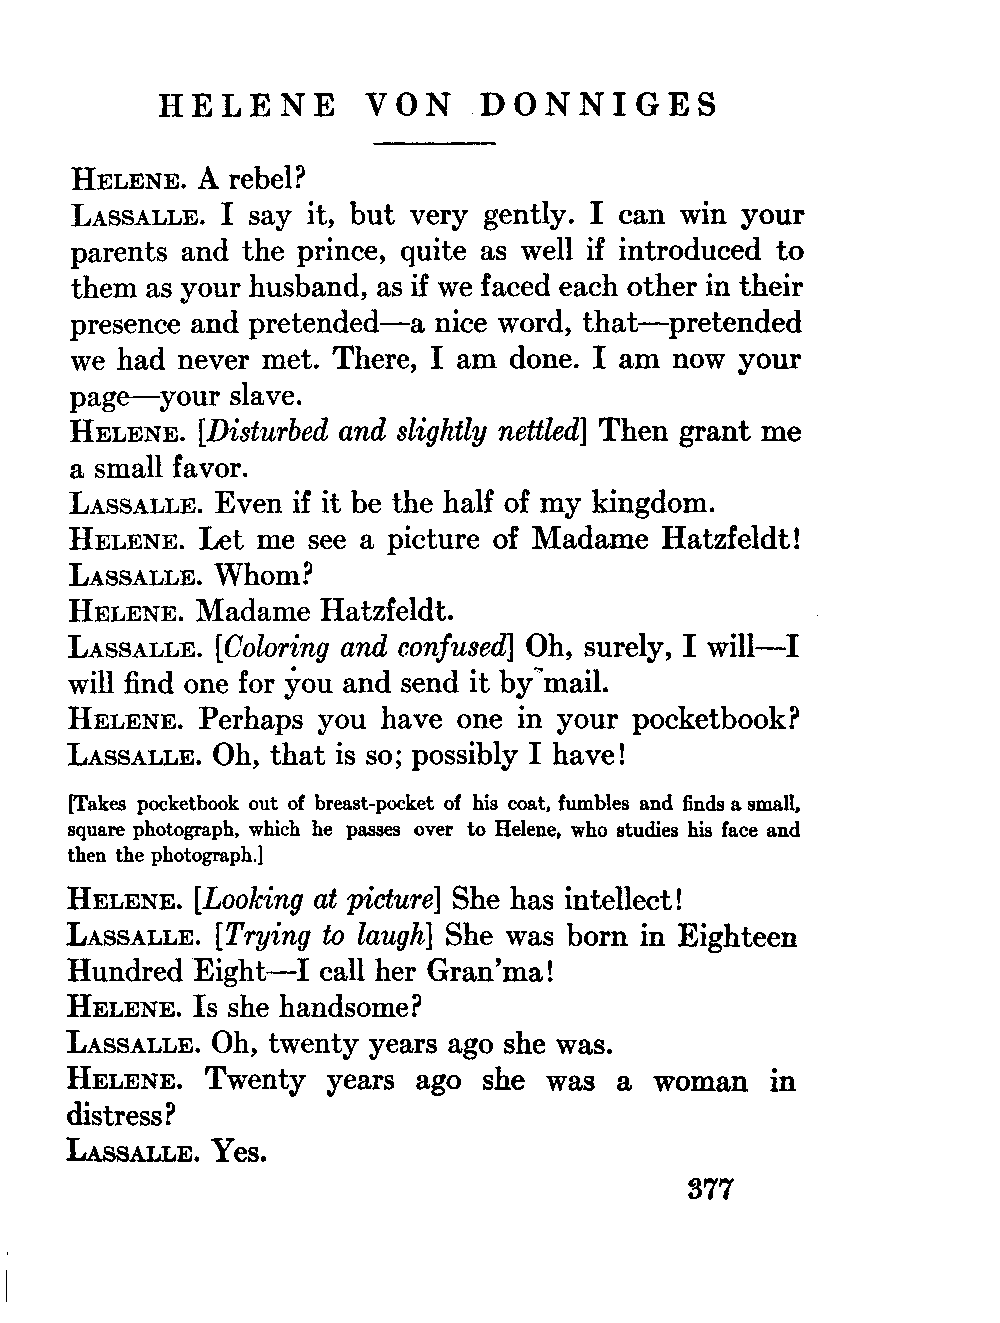 HELENE VON DONNIGES
HELENE. A rebel?
LASSALLE. I say it, but very gently. I can win your
parents and the prince, quite as well if introduced to
them as your husband, as if we faced each other in their
presence and pretended—a nice word, that—pretended
we had never met. There, I am done. I am now your
page—your slave.
HELENE. [Disturbed and slightly nettled] Then grant me
a small favor.
LASSALLE. Even if it be the half of my kingdom.
HELENE. Let me see a picture of Madame Hatzfeldt!
LASSALLE. Whom?
HELENE. Madame Hatzfeldt.
LASSALLE. [Coloring and confused] Oh, surely, I will—I
will find one for you and send it by mail.
HELENE. Perhaps you have one in your pocketbook?
LASSALLE. Oh, that is so; possibly I have!
[Takes pocketbook out of breast-pocket of his coat, fumbles and finds a small,
square photograph, which he passes over to Helene, who studies his face and
then the photograph.]
HELENE. [Looking at picture] She has intellect!
LASSALLE. [Trying to laugh] She was born in Eighteen
Hundred Eight—I call her Gran'ma!
HELENE. Is she handsome?
LASSALLE. Oh, twenty years ago she was.
HELENE. Twenty years ago she was a woman in
distress?
LASSALLE. Yes.
377